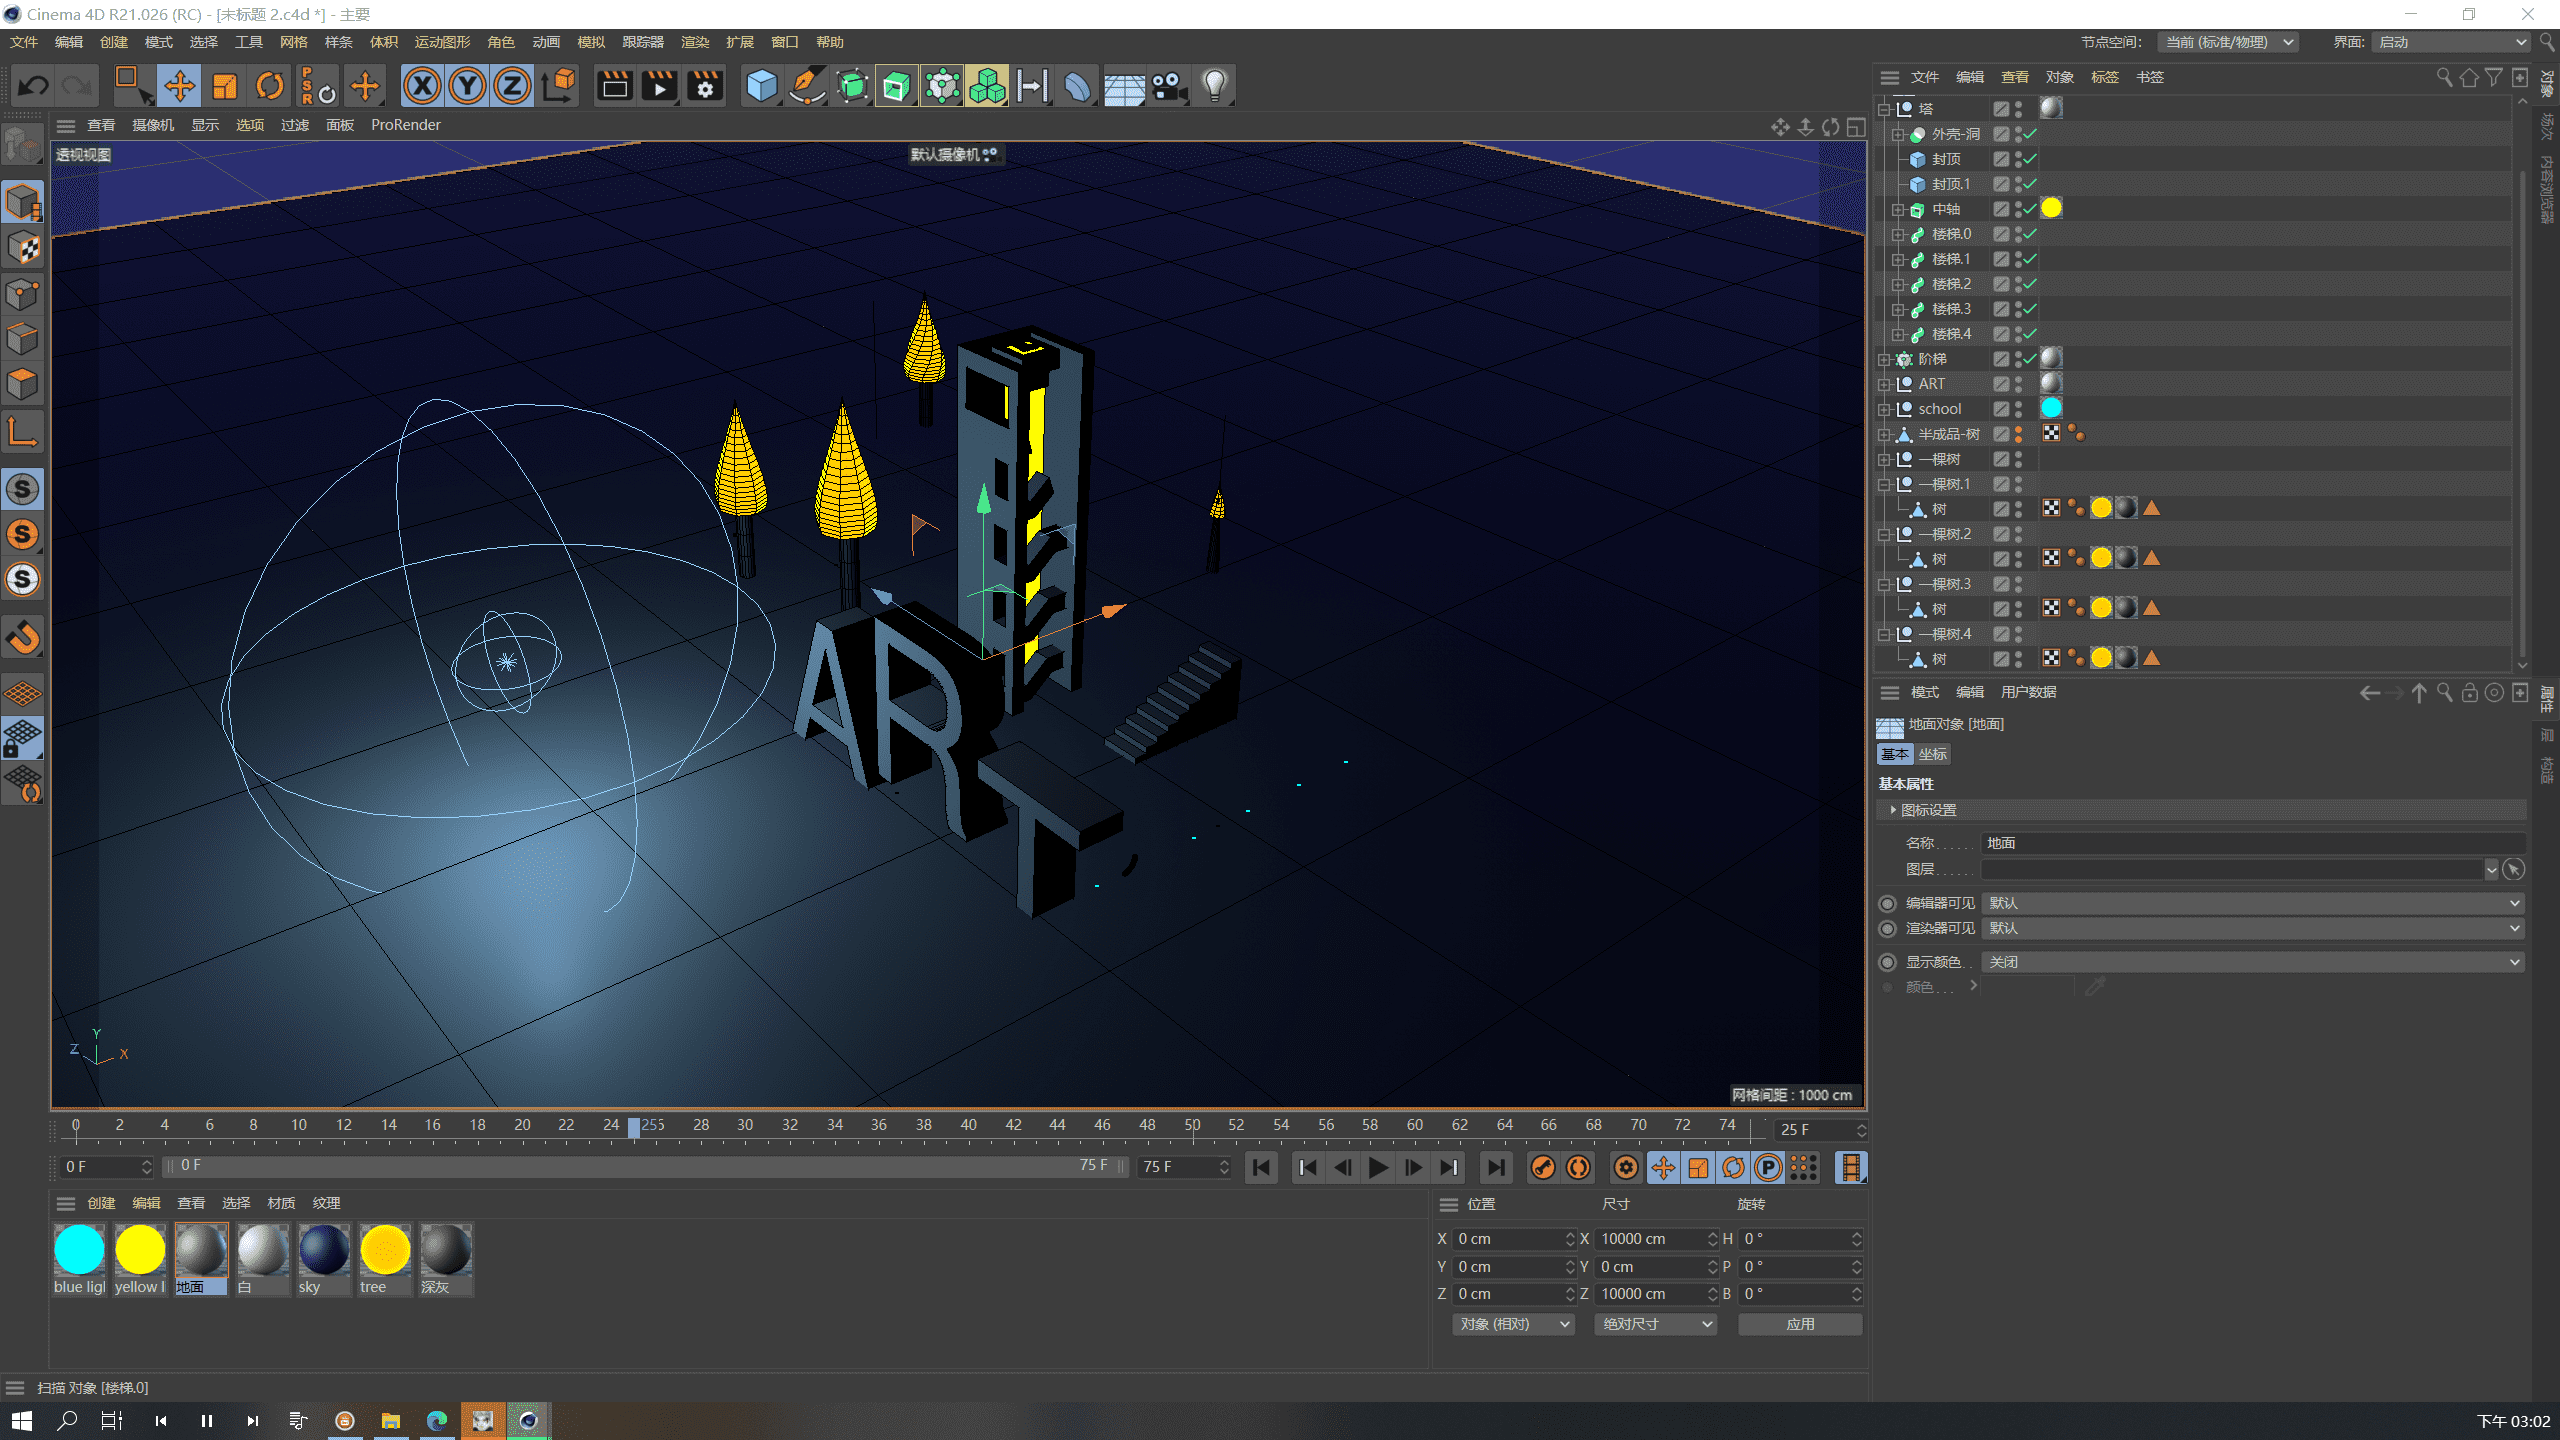 Cinema 4D R21.026 (RC) - [未标题 2.c4d *] - 主要
文件 编辑 创建 模式 选择 工具 网格 样条 体积 运动图形 角色 动画 模拟 跟踪器 渲染 扩展 窗口 帮助
节点空间: 当前 (标准/物理) 界面: 启动
查看 摄像机 显示 选项 过滤 面板 ProRender
透视视图
默认摄像机
ART
Y
Z
X
网格间距 : 1000 cm
0 2 4 6 8 10 12 14 16 18 20 22 24 28 30 32 34 36 38 40 42 44 46 48 50 52 54 56 58 60 62 64 66 68 70 72 74
25 F
0 F
0 F
75 F
75 F
创建 编辑 查看 选择 材质 纹理
blue ligl
yellow l
地面
白
sky
tree
深灰
位置 尺寸 旋转
X 0 cm X 10000 cm H 0 °
Y 0 cm Y 0 cm P 0 °
Z 0 cm Z 10000 cm B 0 °
对象 (相对) 绝对尺寸 应用
文件 编辑 查看 对象 标签 书签
塔
外壳-洞
封顶
封顶.1
中轴
楼梯.0
楼梯.1
楼梯.2
楼梯.3
楼梯.4
阶梯
ART
school
半成品-树
一棵树
一棵树.1
树
一棵树.2
树
一棵树.3
树
一棵树.4
树
对象
场次
内容浏览器
模式 编辑 用户数据
地面对象 [地面]
基本 坐标
基本属性
图标设置
名称 . . . . . . 地面
图层 . . . . . .
编辑器可见 默认
渲染器可见 默认
显示颜色 . . 关闭
颜色 . . .
属性
层
构造
扫描 对象 [楼梯.0]
下午 03:02